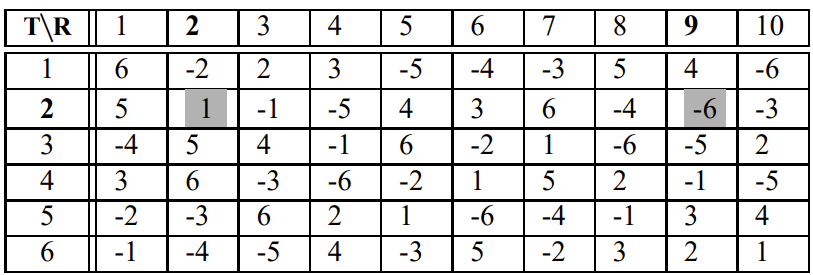 T\R 1 2 3 4 5 6 7 8 9 10
1 6 -2 2 3 -5 -4 -3 5 4 -6
2 5 1 -1 -5 4 3 6 -4 -6 -3
3 -4 5 4 -1 6 -2 1 -6 -5 2
4 3 6 -3 -6 -2 1 5 2 -1 -5
5 -2 -3 6 2 1 -6 -4 -1 3 4
6 -1 -4 -5 4 -3 5 -2 3 2 1